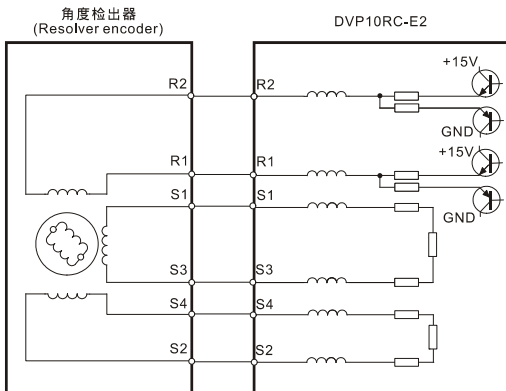 角度检出器
(Resolver encoder)
DVP10RC-E2
+15V
R2
R2
GND
+15V
R1
R1
S1
S1
GND
S3
S3
S4
S4
S2
S2